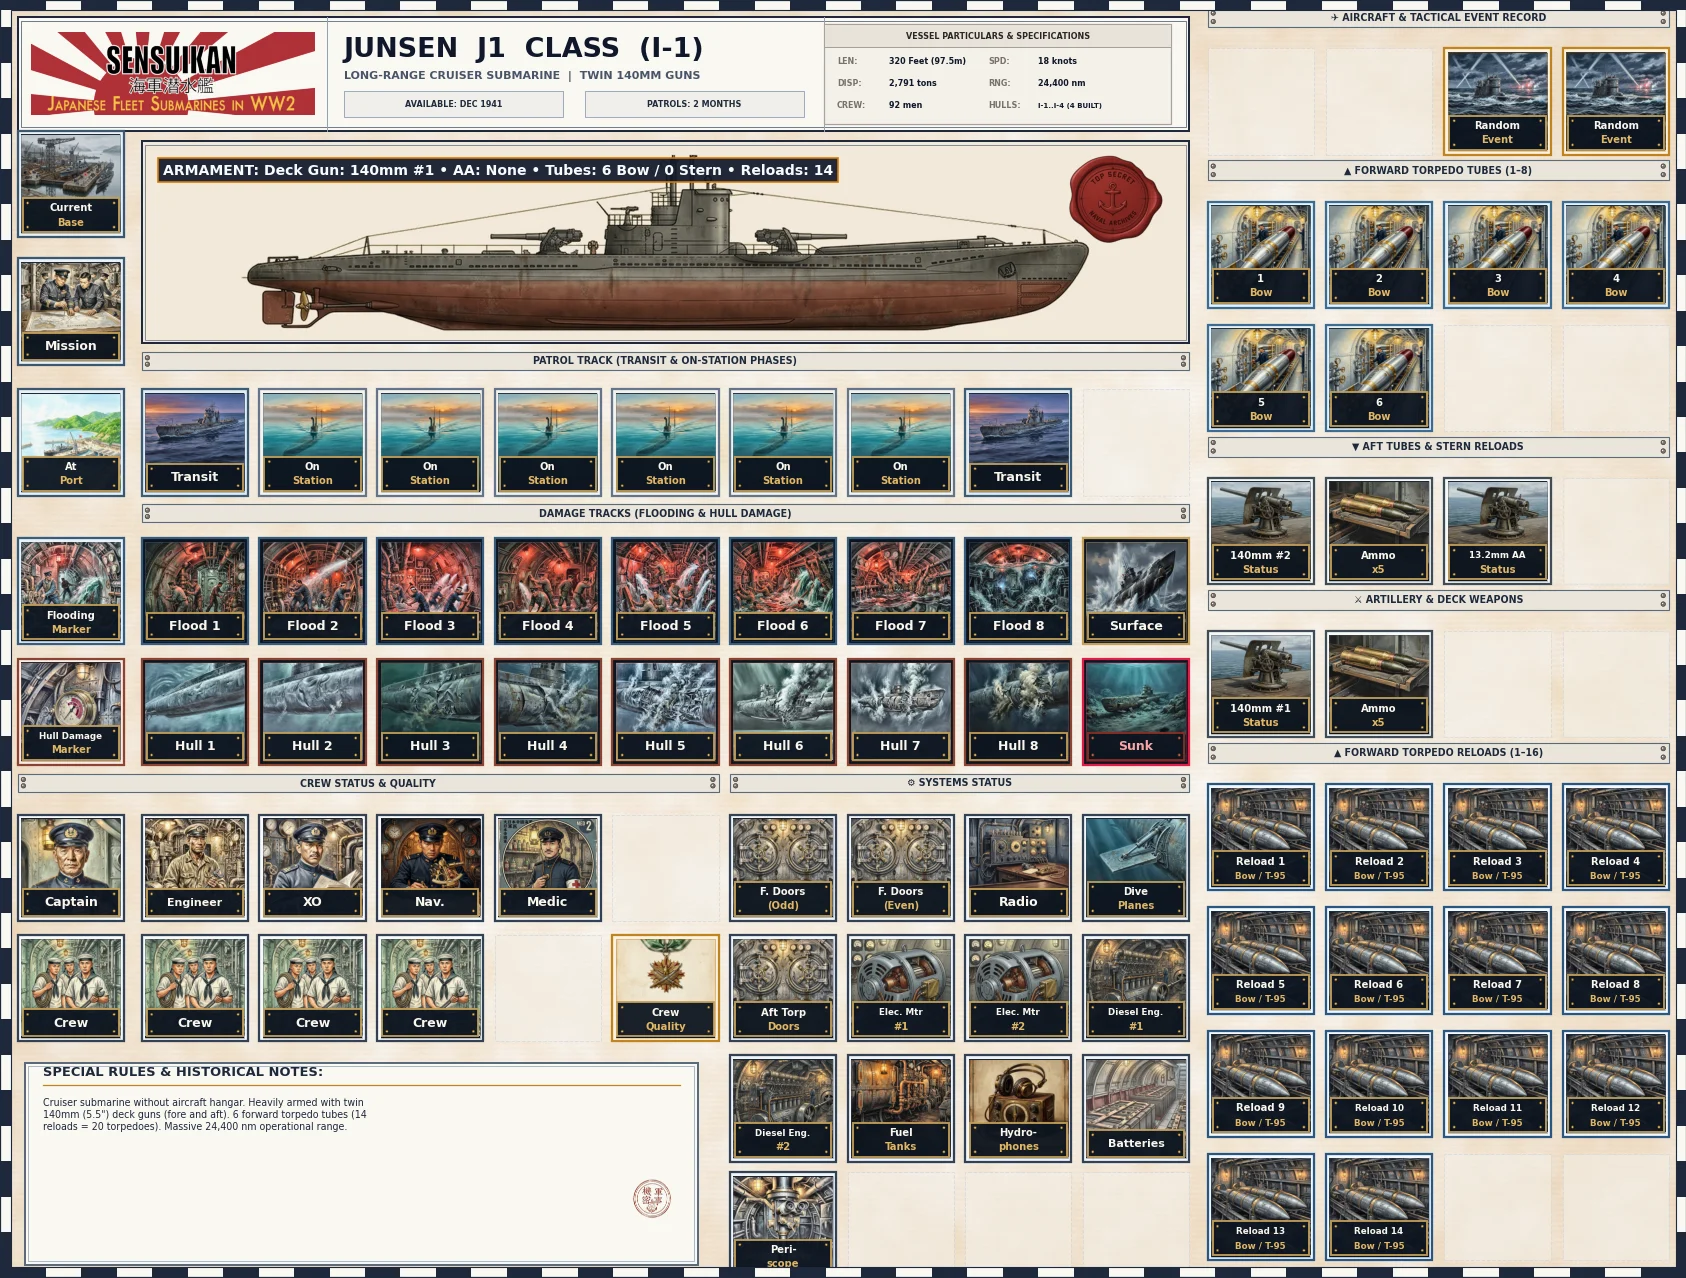 SENSUIKAN
海軍潜水艦
JAPANESE FLEET SUBMARINES IN WW2
JUNSEN J1 CLASS (I-1)
LONG-RANGE CRUISER SUBMARINE | TWIN 140MM GUNS
AVAILABLE: DEC 1941
PATROLS: 2 MONTHS
VESSEL PARTICULARS & SPECIFICATIONS
LEN: 320 Feet (97.5m) SPD: 18 knots
DISP: 2,791 tons RNG: 24,400 nm
CREW: 92 men HULLS: I-1..I-4 (4 BUILT)
Current
Base
Mission
ARMAMENT: Deck Gun: 140mm #1 • AA: None • Tubes: 6 Bow / 0 Stern • Reloads: 14
TOP SECRET
NAVAL ARCHIVES
PATROL TRACK (TRANSIT & ON-STATION PHASES)
At
Port
Transit
On
Station
On
Station
On
Station
On
Station
On
Station
On
Station
Transit
DAMAGE TRACKS (FLOODING & HULL DAMAGE)
Flooding
Marker
Flood 1
Flood 2
Flood 3
Flood 4
Flood 5
Flood 6
Flood 7
Flood 8
Surface
Hull Damage
Marker
Hull 1
Hull 2
Hull 3
Hull 4
Hull 5
Hull 6
Hull 7
Hull 8
Sunk
CREW STATUS & QUALITY
Captain
Engineer
XO
Nav.
Medic
Crew
Crew
Crew
Crew
Crew
Quality
⚙ SYSTEMS STATUS
F. Doors
(Odd)
F. Doors
(Even)
Radio
Dive
Planes
Aft Torp
Doors
Elec. Mtr
#1
Elec. Mtr
#2
Diesel Eng.
#1
Diesel Eng.
#2
Fuel
Tanks
Hydro-
phones
Batteries
Peri-
scope
SPECIAL RULES & HISTORICAL NOTES:
Cruiser submarine without aircraft hangar. Heavily armed with twin
140mm (5.5") deck guns (fore and aft). 6 forward torpedo tubes (14
reloads = 20 torpedoes). Massive 24,400 nm operational range.
✈ AIRCRAFT & TACTICAL EVENT RECORD
Random
Event
Random
Event
▲ FORWARD TORPEDO TUBES (1–8)
1
Bow
2
Bow
3
Bow
4
Bow
5
Bow
6
Bow
▼ AFT TUBES & STERN RELOADS
140mm #2
Status
Ammo
x5
13.2mm AA
Status
⚔ ARTILLERY & DECK WEAPONS
140mm #1
Status
Ammo
x5
▲ FORWARD TORPEDO RELOADS (1–16)
Reload 1
Bow / T-95
Reload 2
Bow / T-95
Reload 3
Bow / T-95
Reload 4
Bow / T-95
Reload 5
Bow / T-95
Reload 6
Bow / T-95
Reload 7
Bow / T-95
Reload 8
Bow / T-95
Reload 9
Bow / T-95
Reload 10
Bow / T-95
Reload 11
Bow / T-95
Reload 12
Bow / T-95
Reload 13
Bow / T-95
Reload 14
Bow / T-95